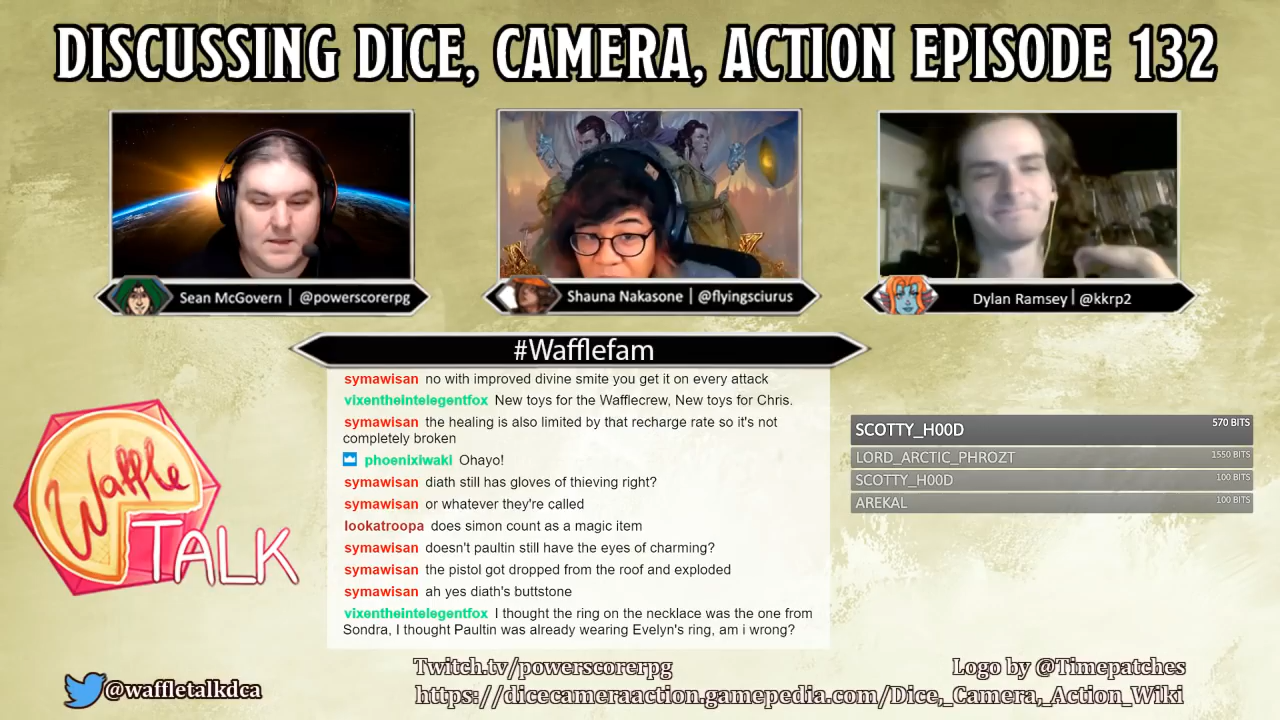 DISCUSSING DICE, CAMERA, ACTION EPISODE 132
Sean McGovern | @powerscorerpg
Shauna Nakasone | @flyingsciurus
Dylan Ramsey | @kkrp2
#Wafflefam
symawisan no with improved divine smite you get it on every attack
vixentheintelegentfox New toys for the Wafflecrew, New toys for Chris.
symawisan the healing is also limited by that recharge rate so it's not
completely broken
phoenixiwaki Ohayo!
symawisan diath still has gloves of thieving right?
symawisan or whatever they're called
lookatroopa does simon count as a magic item
symawisan doesn't paultin still have the eyes of charming?
symawisan the pistol got dropped from the roof and exploded
symawisan ah yes diath's buttstone
vixentheintelegentfox I thought the ring on the necklace was the one from
Sondra, I thought Paultin was already wearing Evelyn's ring, am i wrong?
Waffle
TALK
SCOTTY_H00D 570 BITS
LORD_ARCTIC_PHROZT 1550 BITS
SCOTTY_H00D 100 BITS
AREKAL 100 BITS
@waffletalkdca
Twitch.tv/powerscorerpg
Logo by @Timepatches
https://dicecameraaction.gamepedia.com/Dice,_Camera,_Action_Wiki